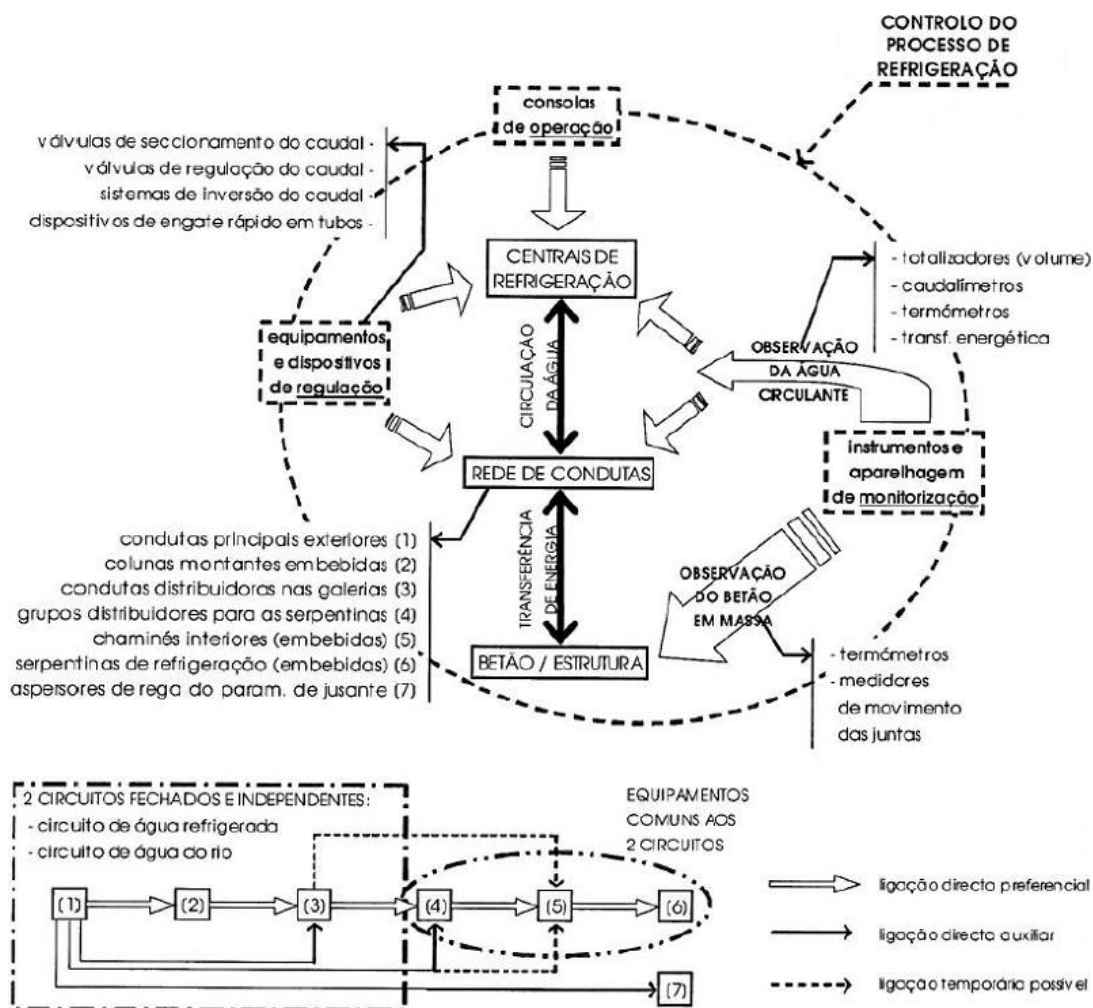 CONTROLO DO
PROCESSO DE
REFRIGERAÇÃO
consolas
de operação
válvulas de seccionamento do caudal -
válvulas de regulação do caudal -
sistemas de inversão do caudal -
dispositivos de engate rápido em tubos -
CENTRAIS DE
REFRIGERAÇÃO
- totalizadores (volume)
- caudalímetros
- termómetros
- transf. energética
equipamentos
e dispositivos
de regulação
CIRCULAÇÃO
DA ÁGUA
OBSERVAÇÃO
DA ÁGUA
CIRCULANTE
instrumentos e
aparelhagem
de monitorização
REDE DE CONDUTAS
condutas principais exteriores (1)
colunas montantes embebidas (2)
condutas distribuidoras nas galerias (3)
grupos distribuidores para as serpentinas (4)
chaminés interiores (embebidas) (5)
serpentinas de refrigeração (embebidas) (6)
aspersores de rega do param. de jusante (7)
TRANSFERÊNCIA
DE ENERGIA
OBSERVAÇÃO
DO BETÃO
EM MASSA
BETÃO / ESTRUTURA
- termómetros
- medidores
de movimento
das juntas
2 CIRCUITOS FECHADOS E INDEPENDENTES:
- circuito de água refrigerada
- circuito de água do rio
EQUIPAMENTOS
COMUNS AOS
2 CIRCUITOS
(1) (2) (3) (4) (5) (6)
(7)
ligação directa preferencial
ligação directa auxiliar
ligação temporária possível